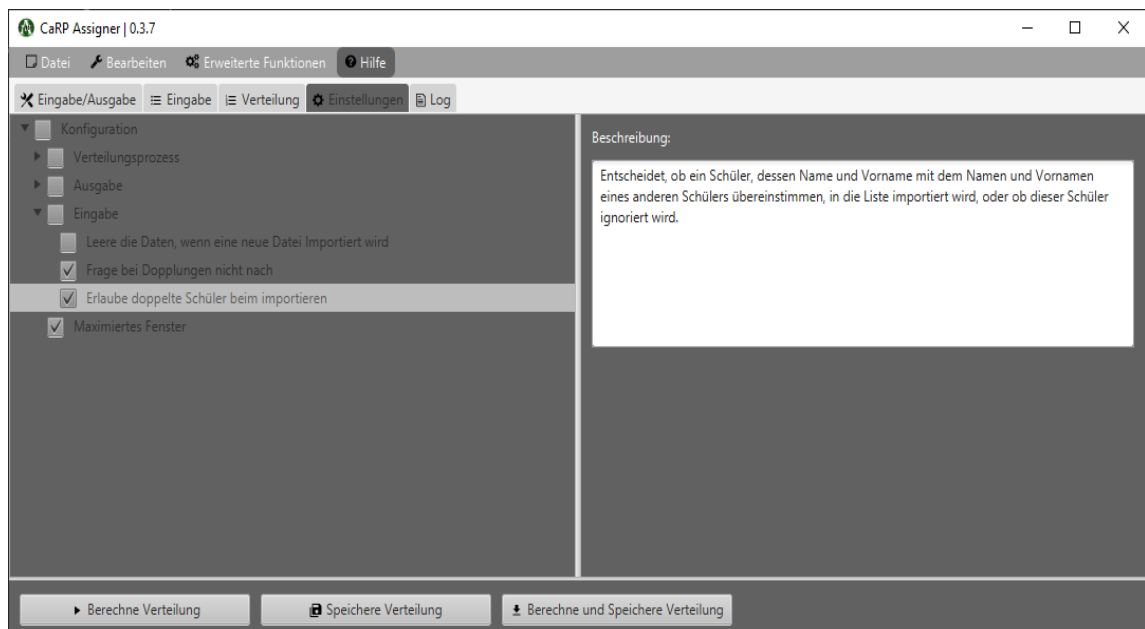 CaRP Assigner | 0.3.7
Datei Bearbeiten Erweiterte Funktionen Hilfe
Eingabe/Ausgabe Eingabe Verteilung Einstellungen Log
Konfiguration
Verteilungsprozess
Ausgabe
Eingabe
Leere die Daten, wenn eine neue Datei Importiert wird
Frage bei Dopplungen nicht nach
Erlaube doppelte Schüler beim importieren
Maximiertes Fenster
Beschreibung:
Entscheidet, ob ein Schüler, dessen Name und Vorname mit dem Namen und Vornamen
eines anderen Schülers übereinstimmen, in die Liste importiert wird, oder ob dieser Schüler
ignoriert wird.
Berechne Verteilung Speichere Verteilung Berechne und Speichere Verteilung